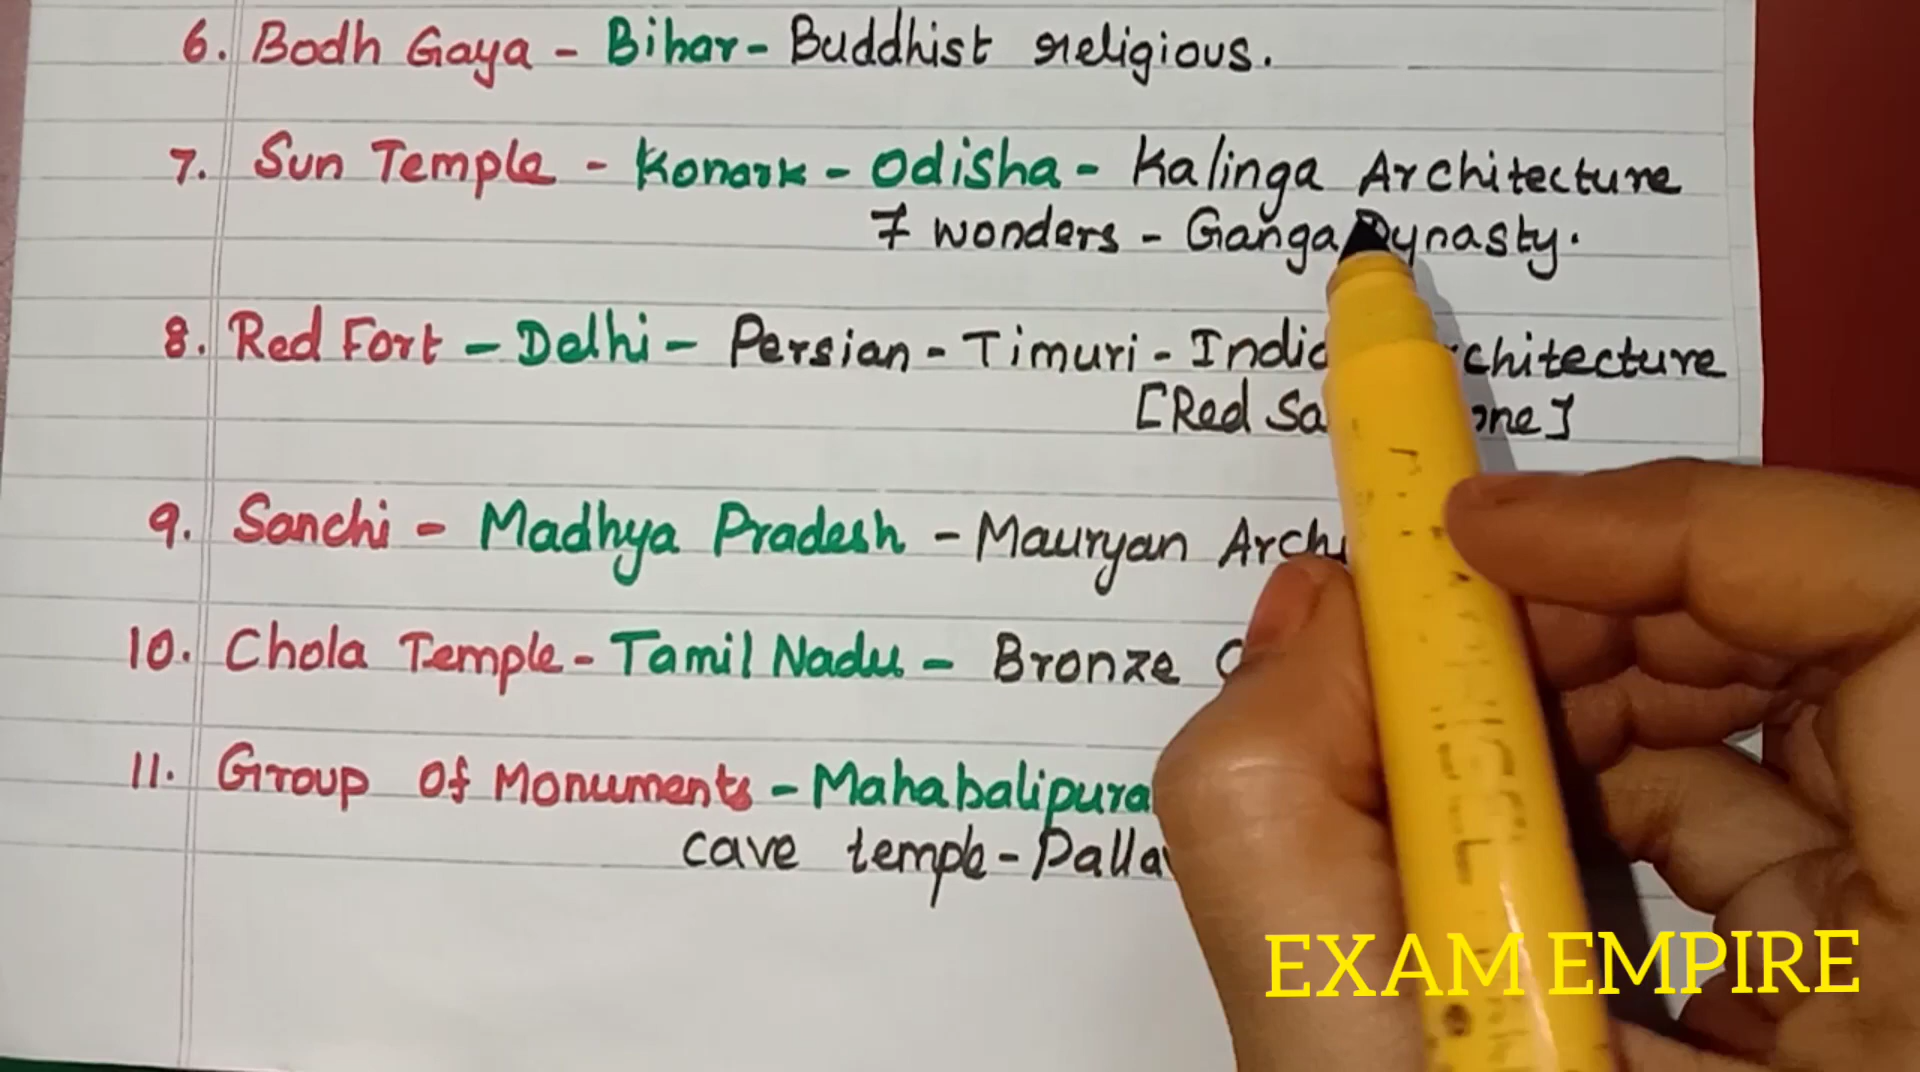 6. Bodh Gaya - Bihar - Buddhist religious.
7. Sun Temple - Konark - Odisha - Kalinga Architecture
7 wonders - Ganga Dynasty.
8. Red Fort - Delhi - Persian - Timuri - Architecture
[Red
9. Sanchi - Madhya Pradesh - Mauryan
10. Chola Temple - Tamil Nadu - Bronze
11. Group Of Monuments -
cave temple -
EXAM EMPIRE